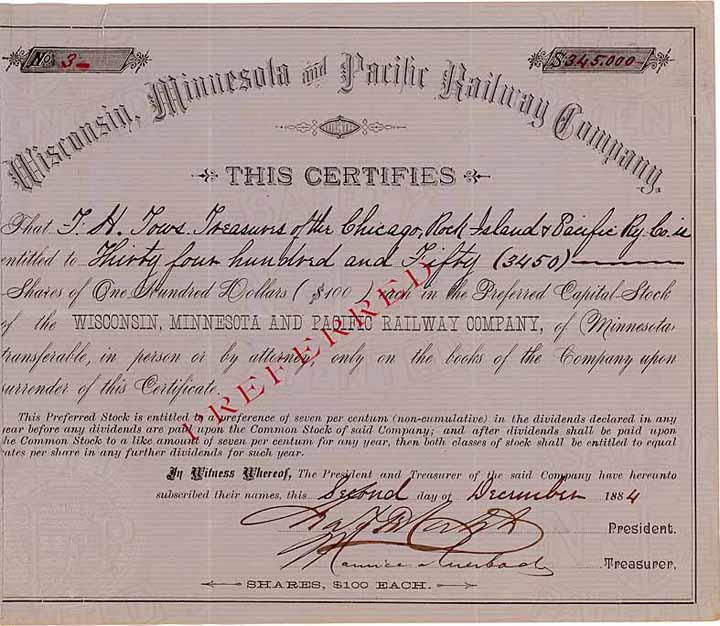 No. 3
$345.000
Wisconsin, Minnesota and Pacific Railway Company,
THIS CERTIFIES
That F. H. Tows. Treasurer of the Chicago, Rock Island & Pacific Ry. Co. is
entitled to Thirty four hundred and Fifty (3450)
Shares of One Hundred Dollars ($100) each in the Preferred Capital Stock
of the WISCONSIN, MINNESOTA AND PACIFIC RAILWAY COMPANY, of Minnesota
transferable, in person or by attorney, only on the books of the Company upon
surrender of this Certificate.
PREFERRED
This Preferred Stock is entitled to a preference of seven per centum (non-cumulative) in the dividends declared in any
year before any dividends are paid upon the Common Stock of said Company; and after dividends shall be paid upon
the Common Stock to a like amount of seven per centum for any year, then both classes of stock shall be entitled to equal
rates per share in any further dividends for such year.
In Witness Whereof, The President and Treasurer of the said Company have hereunto
subscribed their names, this Second day of December 1884
President.
Maurice Auerbach Treasurer.
SHARES, $100 EACH.